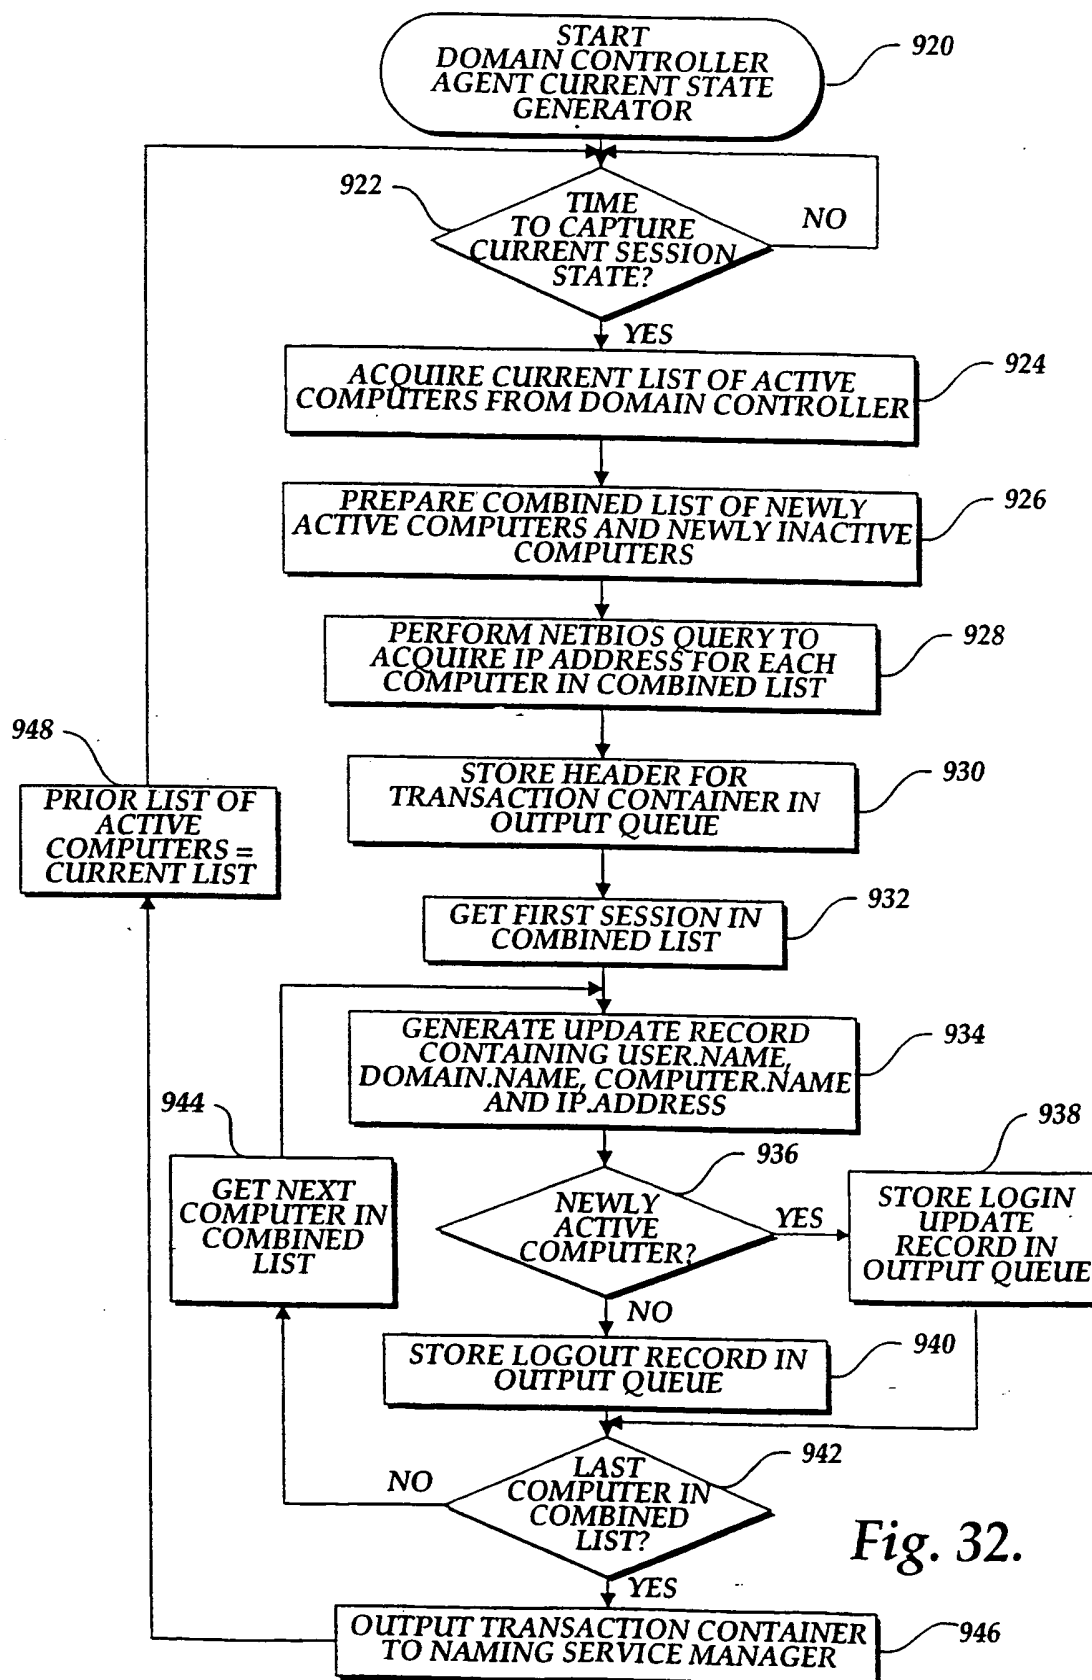 START
DOMAIN CONTROLLER
AGENT CURRENT STATE
GENERATOR
920
922
TIME
TO CAPTURE
CURRENT SESSION
STATE?
NO
YES
ACQUIRE CURRENT LIST OF ACTIVE
COMPUTERS FROM DOMAIN CONTROLLER
924
PREPARE COMBINED LIST OF NEWLY
ACTIVE COMPUTERS AND NEWLY INACTIVE
COMPUTERS
926
PERFORM NETBIOS QUERY TO
ACQUIRE IP ADDRESS FOR EACH
COMPUTER IN COMBINED LIST
928
948
PRIOR LIST OF
ACTIVE
COMPUTERS =
CURRENT LIST
STORE HEADER FOR
TRANSACTION CONTAINER IN
OUTPUT QUEUE
930
GET FIRST SESSION IN
COMBINED LIST
932
GENERATE UPDATE RECORD
CONTAINING USER.NAME,
DOMAIN.NAME, COMPUTER.NAME
AND IP.ADDRESS
934
944
GET NEXT
COMPUTER IN
COMBINED
LIST
936
NEWLY
ACTIVE
COMPUTER?
YES
938
STORE LOGIN
UPDATE
RECORD IN
OUTPUT QUEUE
NO
STORE LOGOUT RECORD IN
OUTPUT QUEUE
940
NO
LAST
COMPUTER IN
COMBINED
LIST?
942
Fig. 32.
YES
OUTPUT TRANSACTION CONTAINER
TO NAMING SERVICE MANAGER
946